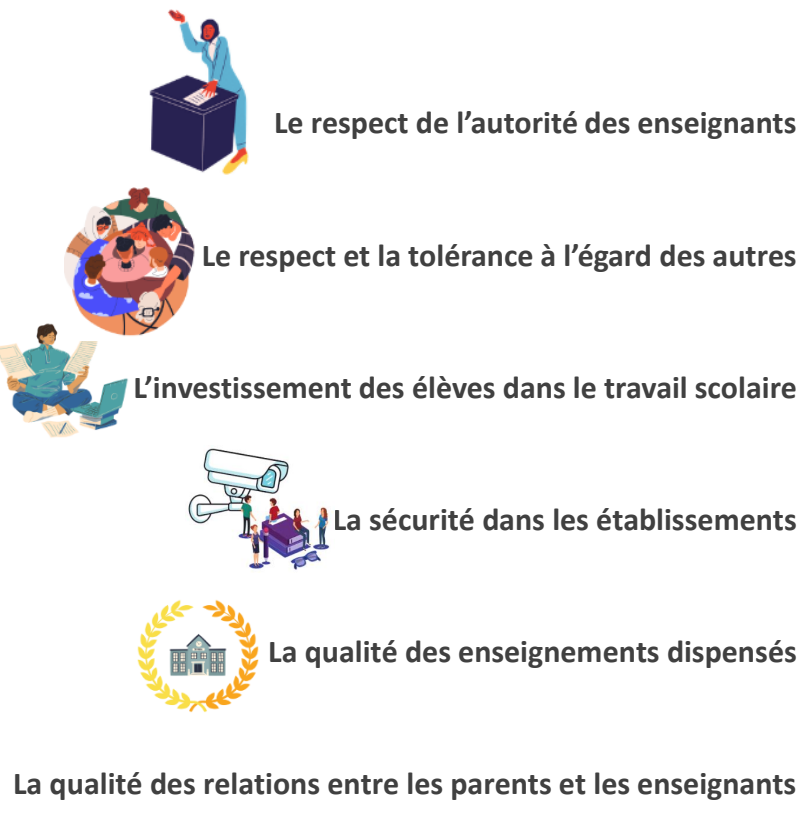 Le respect de l’autorité des enseignants
Le respect et la tolérance à l’égard des autres
L’investissement des élèves dans le travail scolaire
La sécurité dans les établissements
La qualité des enseignements dispensés
La qualité des relations entre les parents et les enseignants